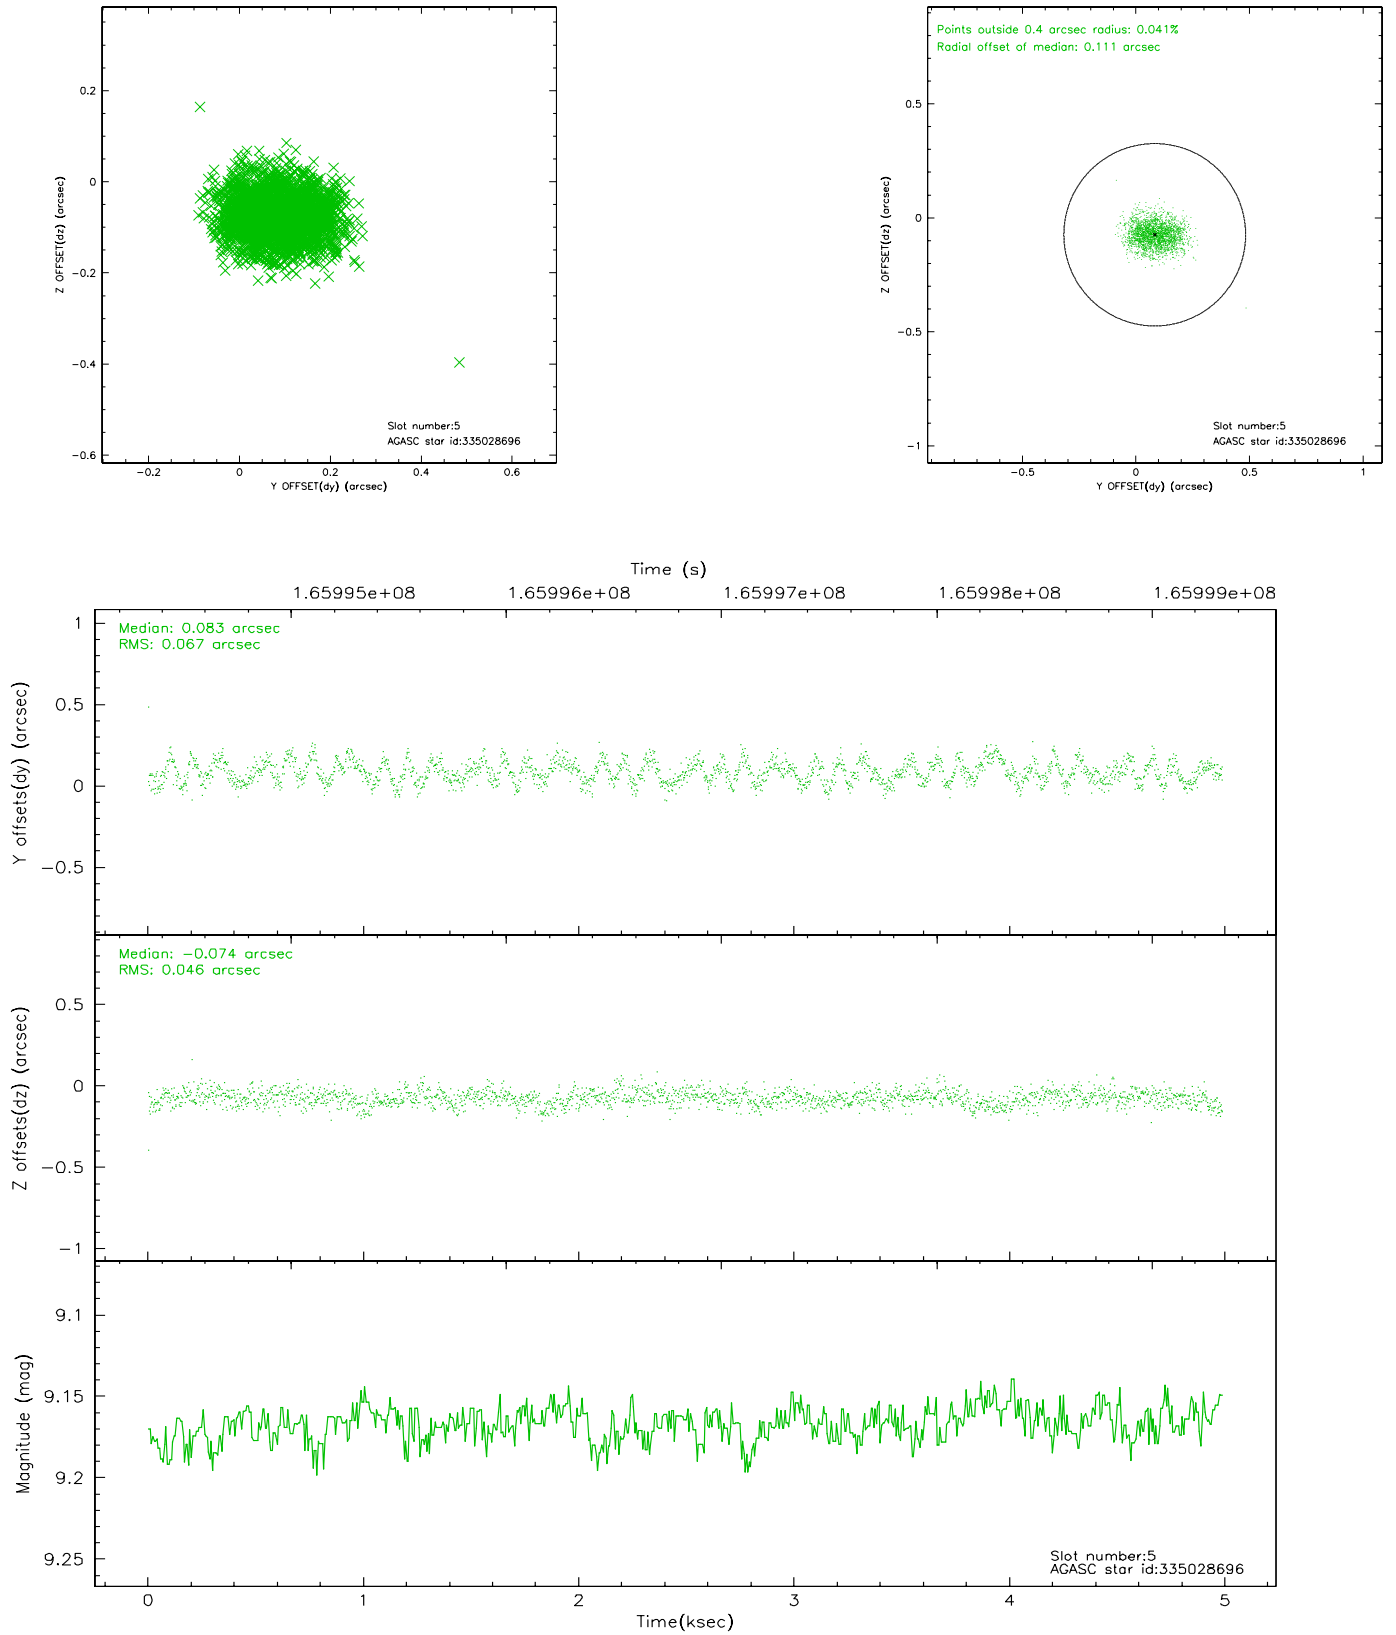 0.2
0
−0.2
−0.4
−0.6
−0.2
0
0.2
0.4
0.6
Z OFFSET(dz) (arcsec)
Y OFFSET(dy) (arcsec)
Slot number:5
AGASC star id:335028696
Points outside 0.4 arcsec radius: 0.041%
Radial offset of median: 0.111 arcsec
0.5
0
−0.5
−1
−0.5
0
0.5
1
Z OFFSET(dz) (arcsec)
Y OFFSET(dy) (arcsec)
Slot number:5
AGASC star id:335028696
Time (s)
1.65995e+08
1.65996e+08
1.65997e+08
1.65998e+08
1.65999e+08
Median: 0.083 arcsec
RMS: 0.067 arcsec
1
0.5
0
−0.5
Y offsets(dy) (arcsec)
Median: −0.074 arcsec
RMS: 0.046 arcsec
0.5
0
−0.5
−1
Z offsets(dz) (arcsec)
9.1
9.15
9.2
9.25
Magnitude (mag)
Slot number:5
AGASC star id:335028696
0
1
2
3
4
5
Time(ksec)